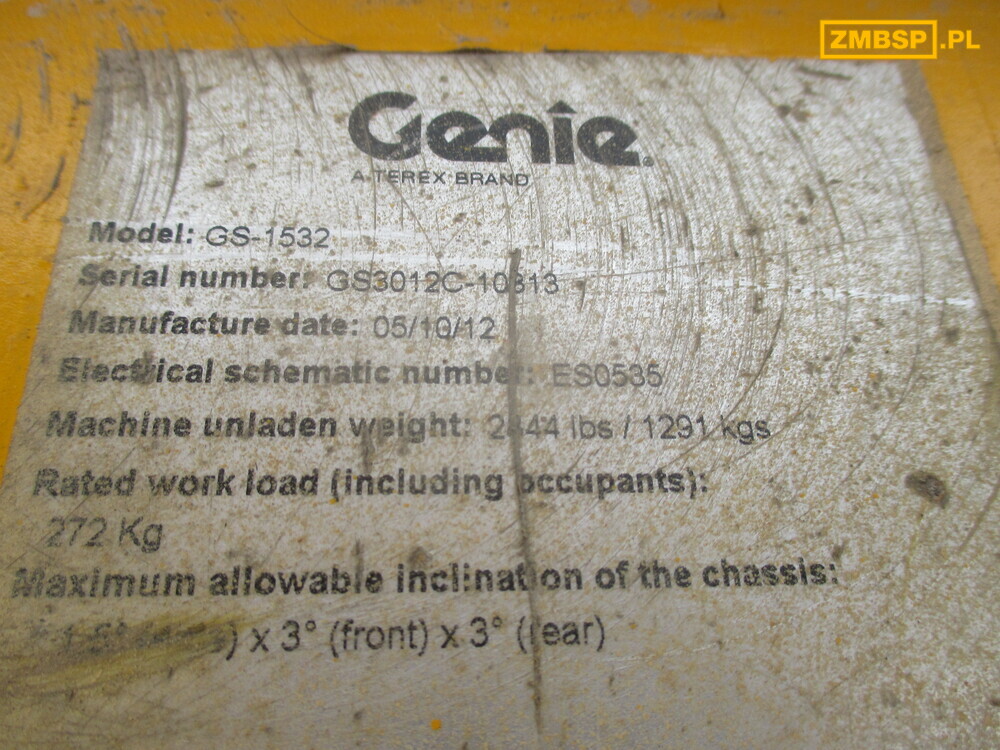 ZMBSP.PL
Genie
A TEREX BRAND
Model: GS-1532
Serial number: GS3012C-10313
Manufacture date: 05/10/12
Electrical schematic number: ES0535
Machine unladen weight: 2844 lbs / 1291 kgs
Rated work load (including occupants):
272 Kg
Maximum allowable inclination of the chassis:
) x 3° (front) x 3° (rear)